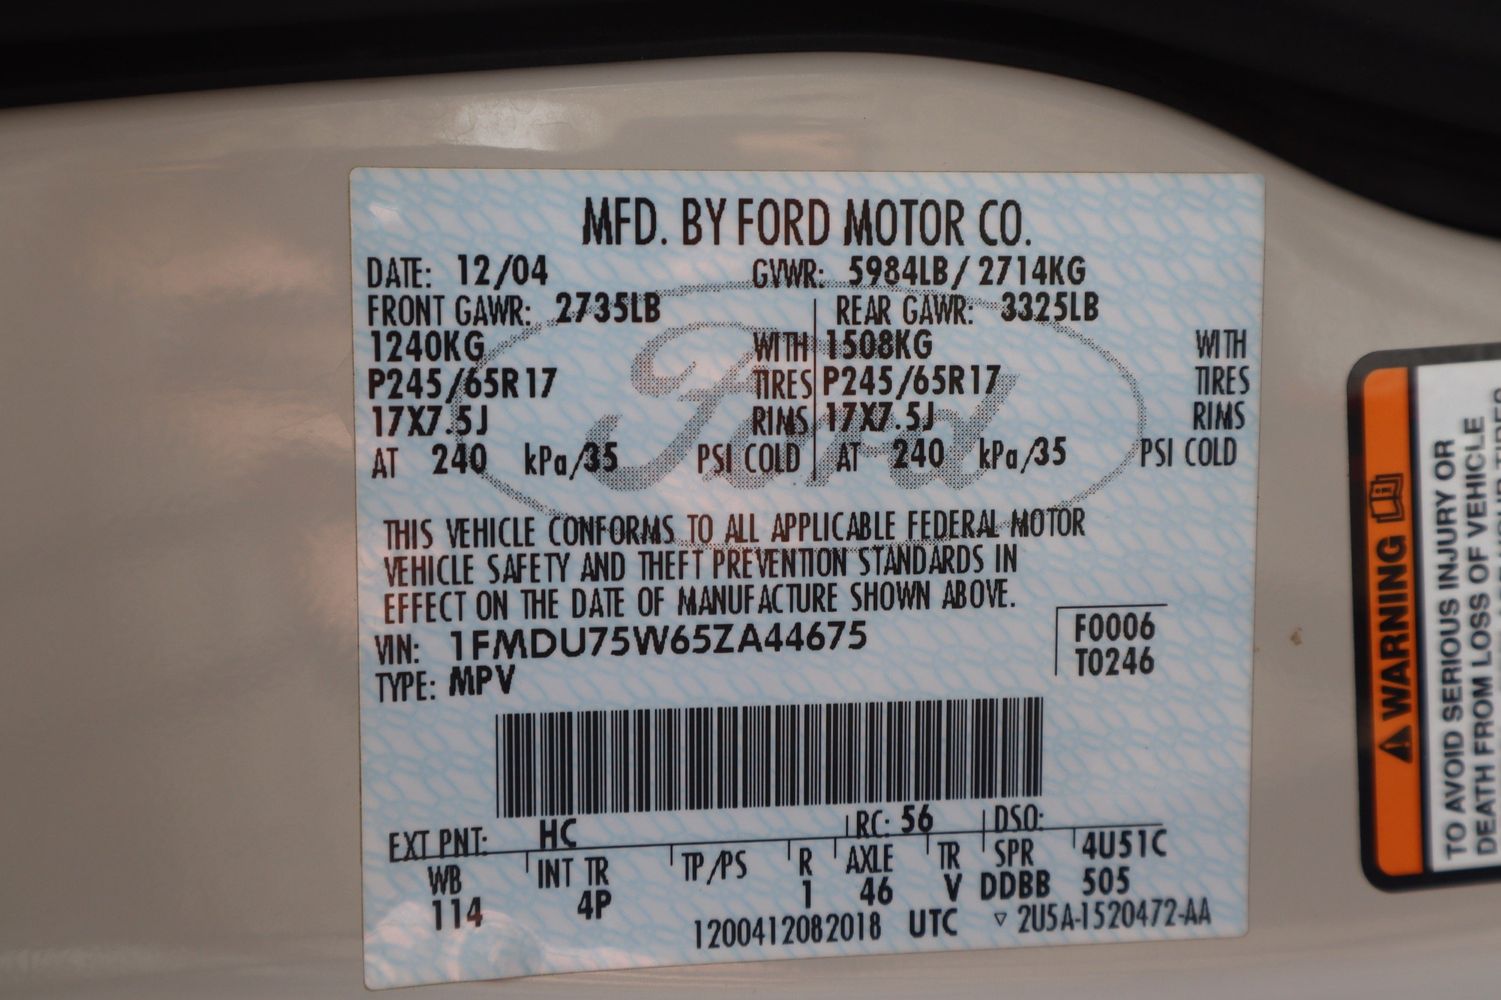 MFD. BY FORD MOTOR CO.
DATE: 12/04 GVWR: 5984LB/ 2714KG
FRONT GAWR: 2735LB REAR GAWR: 3325LB
1240KG WITH 1508KG WITH
P245/65R17 TIRES P245/65R17 TIRES
17X7.5J RIMS 17X7.5J RIMS
AT 240 kPa/35 PSI COLD AT 240 kPa/35 PSI COLD
Ford
THIS VEHICLE CONFORMS TO ALL APPLICABLE FEDERAL MOTOR
VEHICLE SAFETY AND THEFT PREVENTION STANDARDS IN
EFFECT ON THE DATE OF MANUFACTURE SHOWN ABOVE.
VIN: 1FMDU75W65ZA44675
F0006
T0246
TYPE: MPV
EXT PNT: HC RC: 56 DSO:
WB INT TR TP/PS R AXLE TR SPR 4U51C
114 4P 1 46 V DDBB 505
1200412082018 UTC ▽ 2U5A-1520472-AA
WARNING
TO AVOID SERIOUS INJURY OR
DEATH FROM LOSS OF VEHICLE